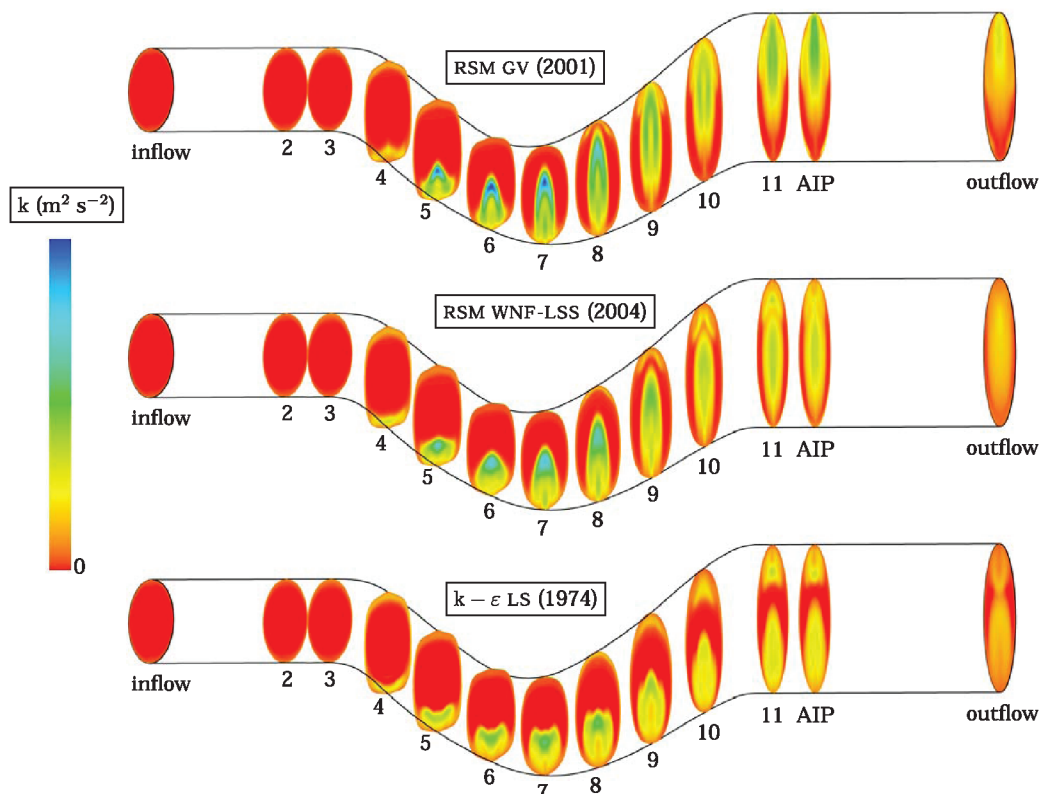 RSM GV (2001)
inflow
2
3
4
5
6
7
8
9
10
11
AIP
outflow
k (m² s⁻²)
0
RSM WNF-LSS (2004)
inflow
2
3
4
5
6
7
8
9
10
11
AIP
outflow
k − ε LS (1974)
inflow
2
3
4
5
6
7
8
9
10
11
AIP
outflow